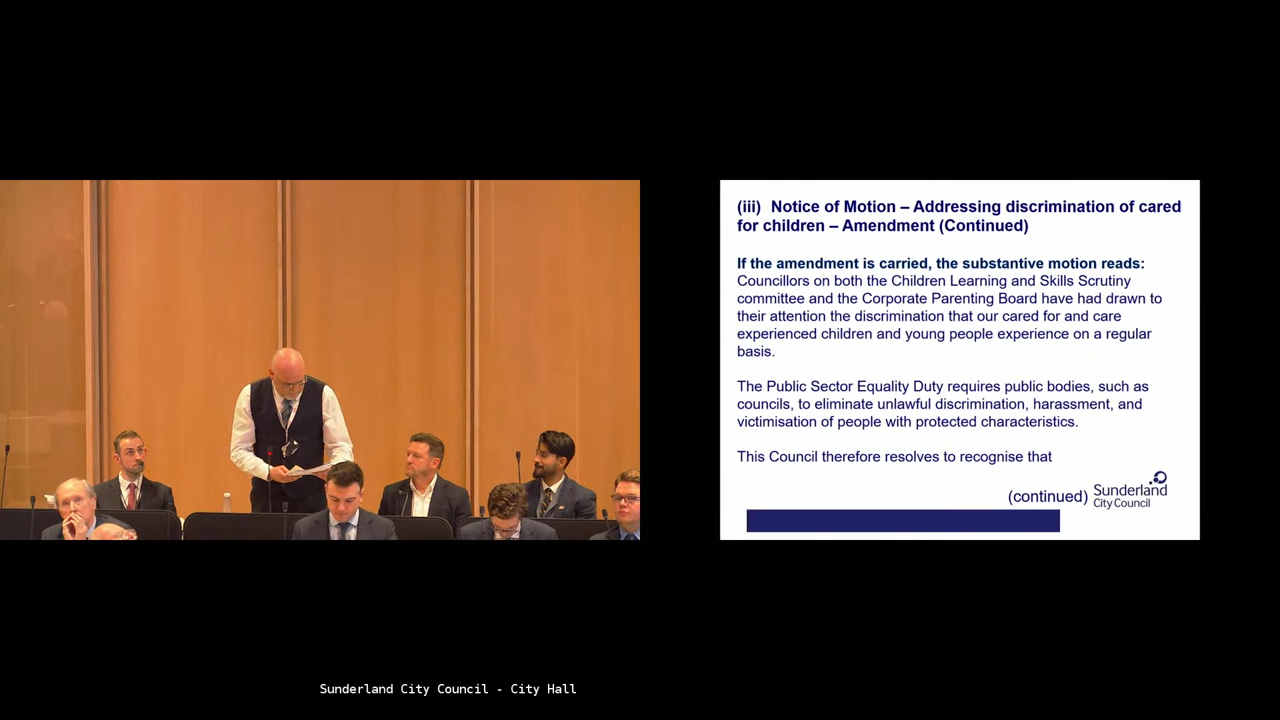 (iii) Notice of Motion – Addressing discrimination of cared
for children – Amendment (Continued)
If the amendment is carried, the substantive motion reads:
Councillors on both the Children Learning and Skills Scrutiny
committee and the Corporate Parenting Board have had drawn to
their attention the discrimination that our cared for and care
experienced children and young people experience on a regular
basis.
The Public Sector Equality Duty requires public bodies, such as
councils, to eliminate unlawful discrimination, harassment, and
victimisation of people with protected characteristics.
This Council therefore resolves to recognise that
(continued)
Sunderland
City Council
Sunderland City Council - City Hall